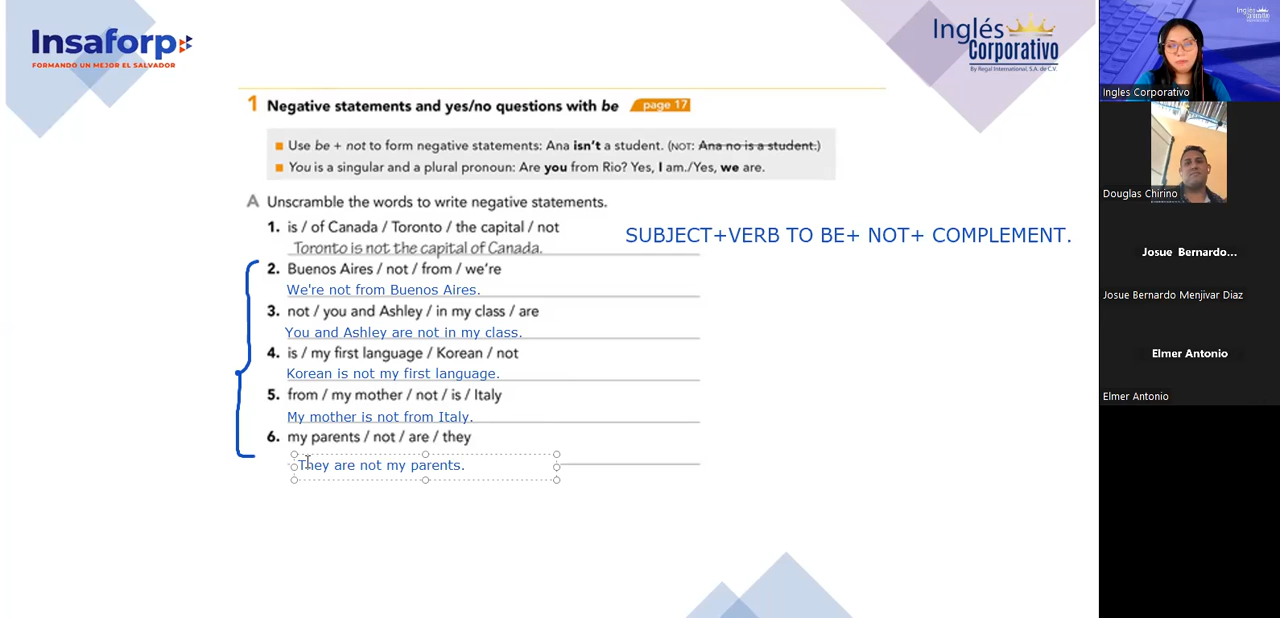 Insaforp
FORMANDO UN MEJOR EL SALVADOR
Inglés
Corporativo
By Regal International, S.A. de C.V.
1 Negative statements and yes/no questions with be page 17
Use be + not to form negative statements: Ana isn't a student. (NOT: Ana no is a student.)
You is a singular and a plural pronoun: Are you from Rio? Yes, I am./Yes, we are.
A Unscramble the words to write negative statements.
1. is / of Canada / Toronto / the capital / not
Toronto is not the capital of Canada.
SUBJECT+VERB TO BE+ NOT+ COMPLEMENT.
2. Buenos Aires / not / from / we're
We're not from Buenos Aires.
3. not / you and Ashley / in my class / are
You and Ashley are not in my class.
4. is / my first language / Korean / not
Korean is not my first language.
5. from / my mother / not / is / Italy
My mother is not from Italy.
6. my parents / not / are / they
They are not my parents.
Ingles Corporativo
Douglas Chirino
Josue Bernardo...
Josue Bernardo Menjivar Diaz
Elmer Antonio
Elmer Antonio